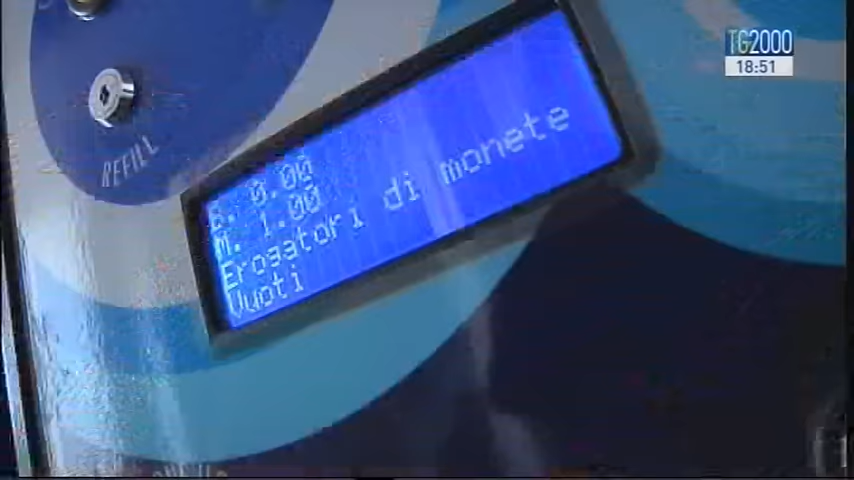 TG2000
18:51
REFILL
B. 0.00
M. 1.00
Erogatori di monete
Vuoti